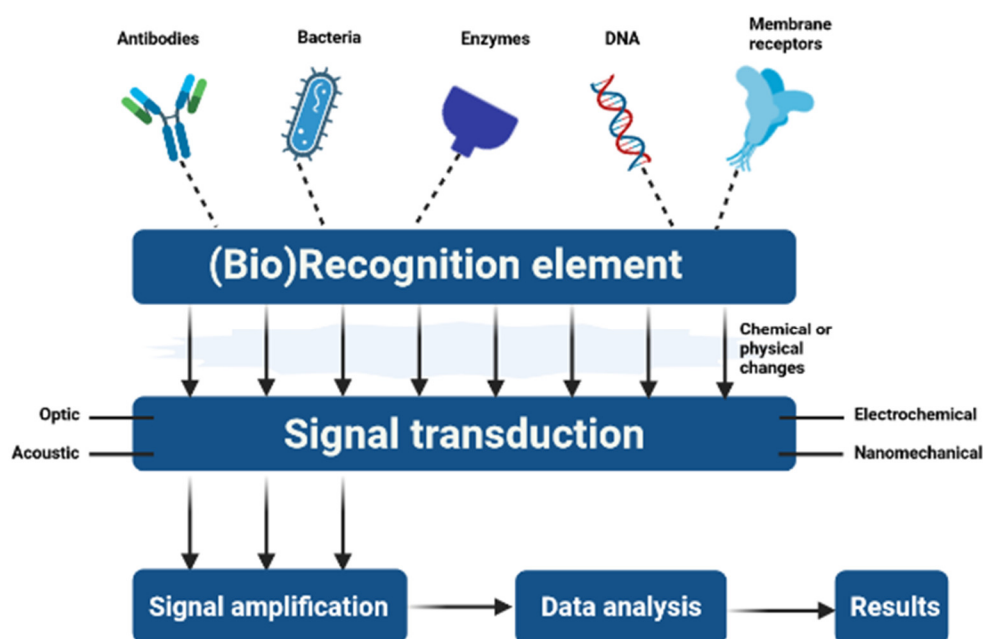 Antibodies
Bacteria
Enzymes
DNA
Membrane
receptors
(Bio)Recognition element
Chemical or
physical
changes
Optic
Acoustic
Signal transduction
Electrochemical
Nanomechanical
Signal amplification
Data analysis
Results